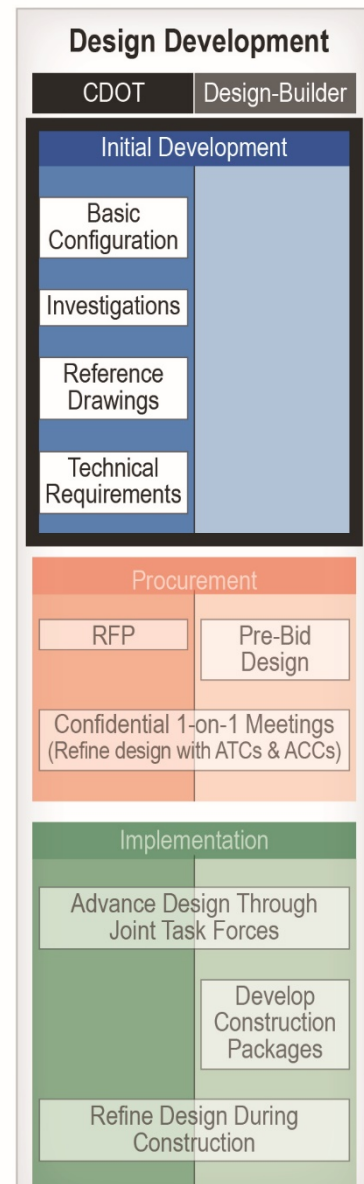 Design Development
CDOT Design-Builder
Initial Development
Basic
Configuration
Investigations
Reference
Drawings
Technical
Requirements
Procurement
RFP
Pre-Bid
Design
Confidential 1-on-1 Meetings
(Refine design with ATCs & ACCs)
Implementation
Advance Design Through
Joint Task Forces
Develop
Construction
Packages
Refine Design During
Construction